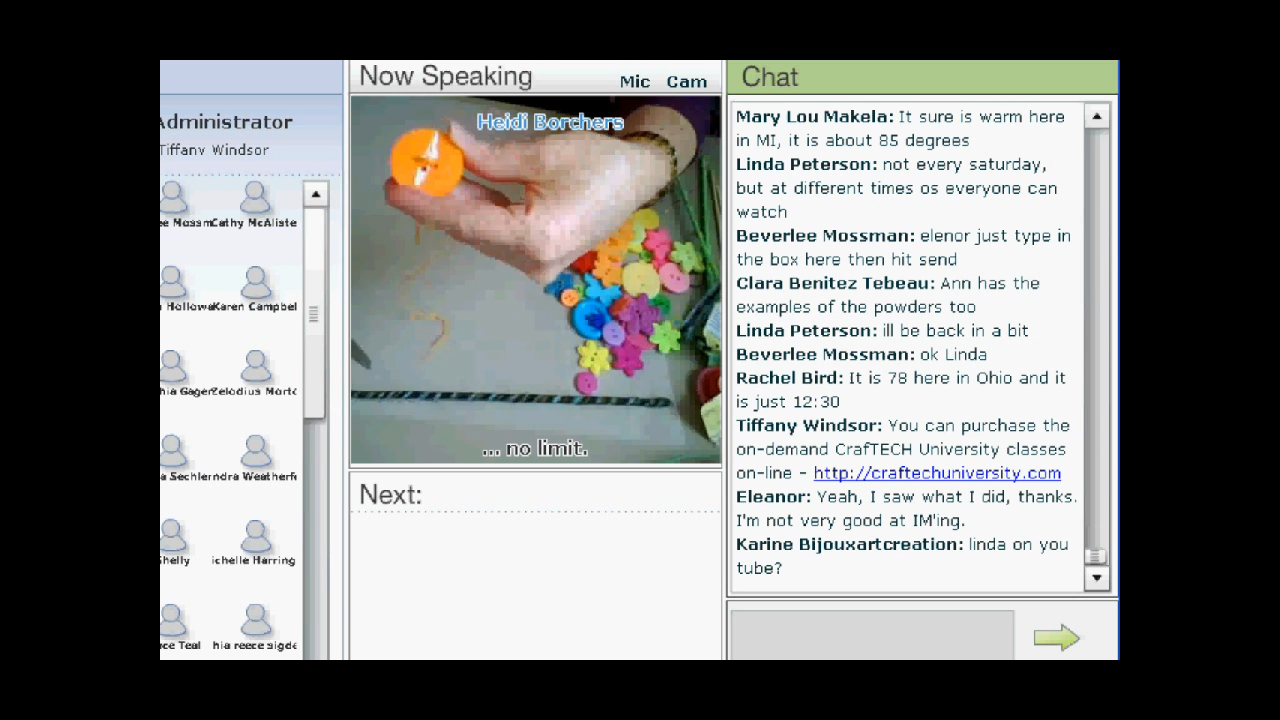 Administrator
Tiffany Windsor
Cathy McAliste
Karen Campbel
Zelodius Morto
Sechler
ndra Weatherfi
helly
ichelle Harring
ce Teal
hia reece sigde
Now Speaking
Mic Cam
Heidi Borchers
... no limit.
Next:
Chat
Mary Lou Makela: It sure is warm here
in MI, it is about 85 degrees
Linda Peterson: not every saturday,
but at different times os everyone can
watch
Beverlee Mossman: elenor just type in
the box here then hit send
Clara Benitez Tebeau: Ann has the
examples of the powders too
Linda Peterson: ill be back in a bit
Beverlee Mossman: ok Linda
Rachel Bird: It is 78 here in Ohio and it
is just 12:30
Tiffany Windsor: You can purchase the
on-demand CrafTECH University classes
on-line - http://craftechuniversity.com
Eleanor: Yeah, I saw what I did, thanks.
I'm not very good at IM'ing.
Karine Bijouxartcreation: linda on you
tube?